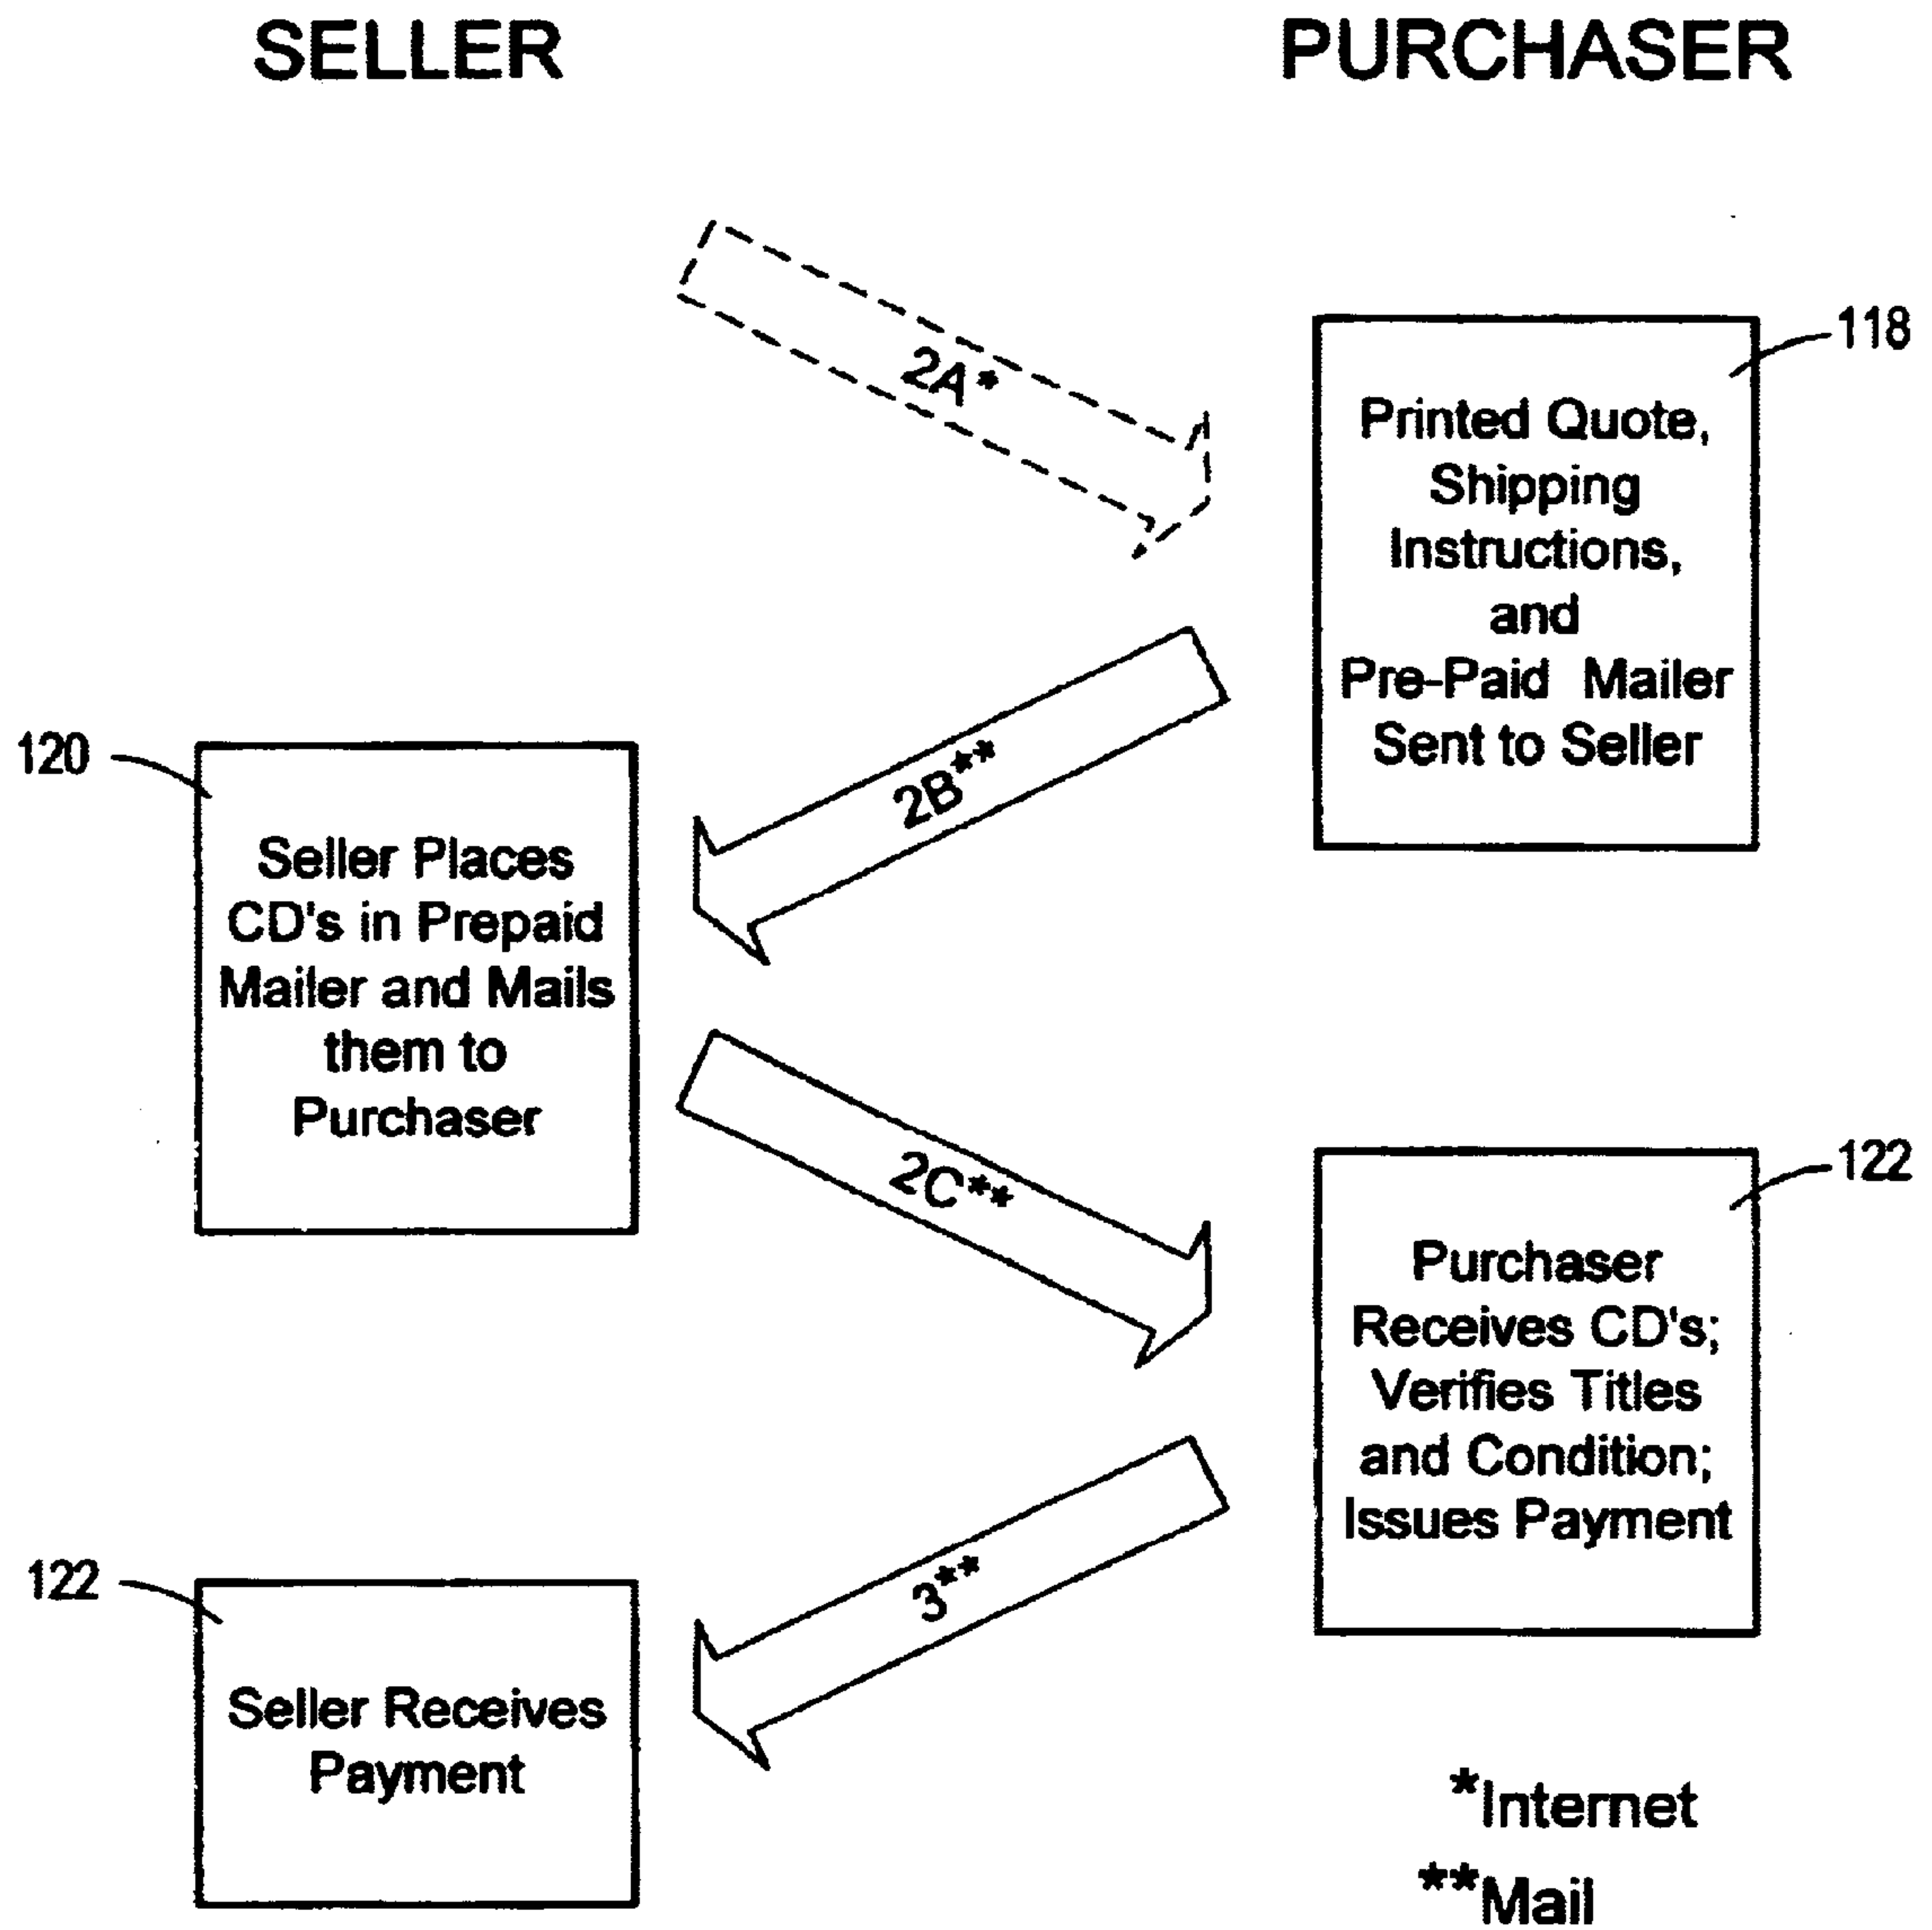 SELLER
PURCHASER
2A*
118
Printed Quote,
Shipping
Instructions,
and
Pre-Paid Mailer
Sent to Seller
2B**
120
Seller Places
CD's in Prepaid
Mailer and Mails
them to
Purchaser
2C**
122
Purchaser
Receives CD's;
Verifies Titles
and Condition;
Issues Payment
3**
122
Seller Receives
Payment
*Internet
**Mail